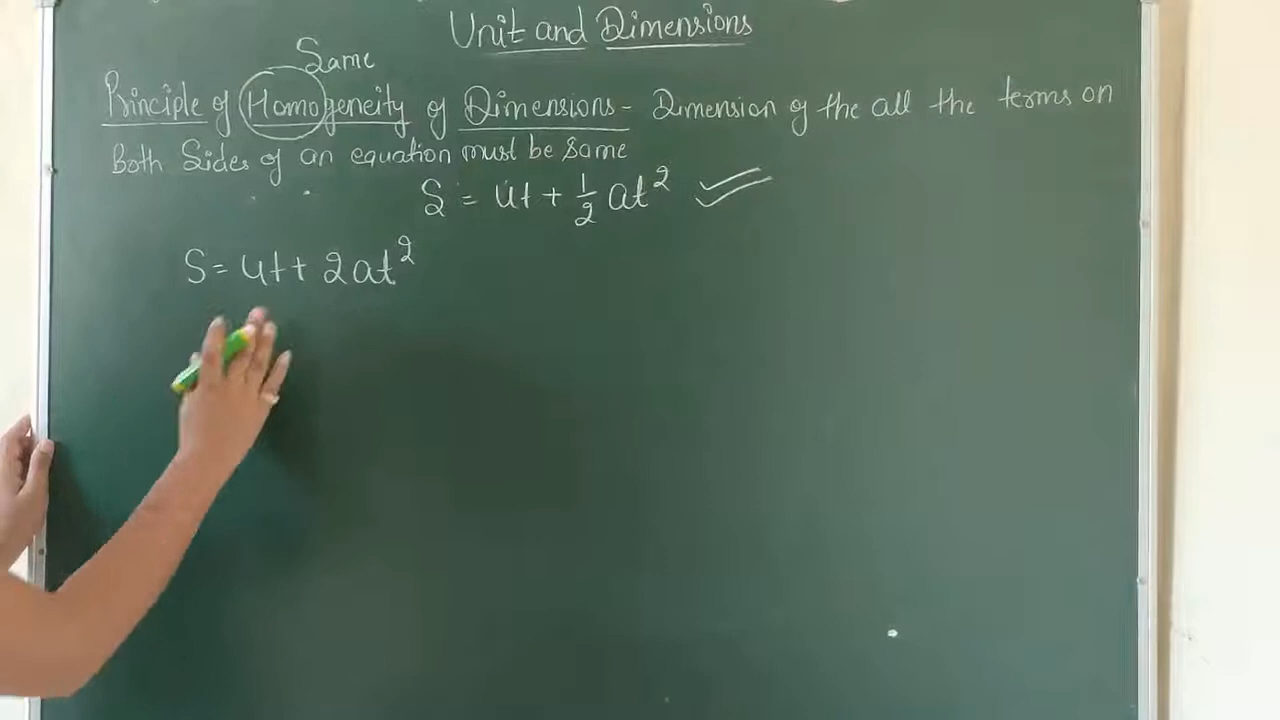 Unit and Dimensions
Same
Principle of Homogeneity of Dimensions - Dimension of the all the terms on
Both Sides of an equation must be same
S = ut + 1/2 at²
S = ut + 2at²